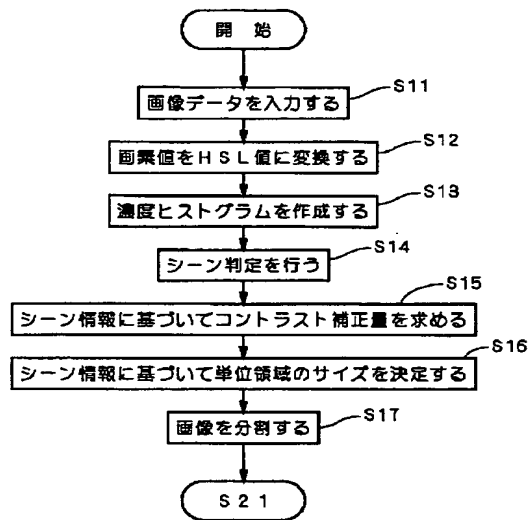 開 始
画像データを入力する
S11
画素値をHSL値に変換する
S12
濃度ヒストグラムを作成する
S13
シーン判定を行う
S14
シーン情報に基づいてコントラスト補正量を求める
S15
シーン情報に基づいて単位領域のサイズを決定する
S16
画像を分割する
S17
S21